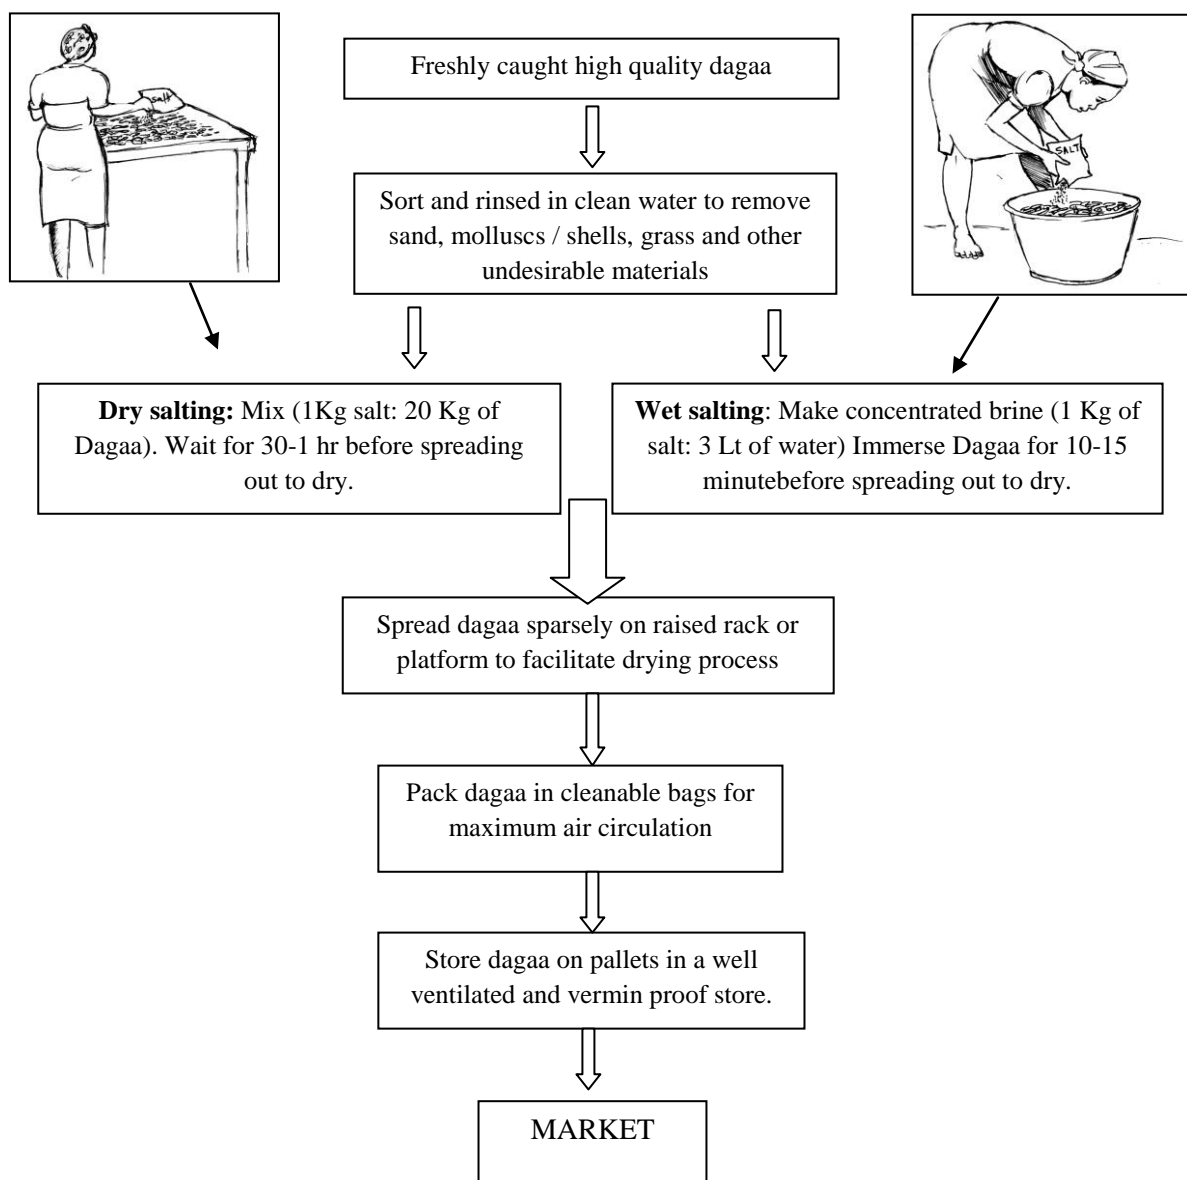 salt
Freshly caught high quality dagaa
SALT
Sort and rinsed in clean water to remove
sand, molluscs / shells, grass and other
undesirable materials
Dry salting: Mix (1Kg salt: 20 Kg of
Dagaa). Wait for 30-1 hr before spreading
out to dry.
Wet salting: Make concentrated brine (1 Kg of
salt: 3 Lt of water) Immerse Dagaa for 10-15
minutebefore spreading out to dry.
Spread dagaa sparsely on raised rack or
platform to facilitate drying process
Pack dagaa in cleanable bags for
maximum air circulation
Store dagaa on pallets in a well
ventilated and vermin proof store.
MARKET